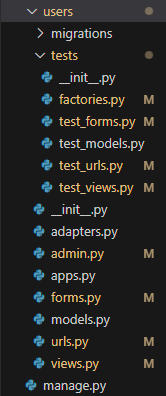 users
migrations
tests
__init__.py
factories.py M
test_forms.py M
test_models.py
test_urls.py M
test_views.py M
__init__.py
adapters.py
admin.py M
apps.py
forms.py M
models.py
urls.py M
views.py M
manage.py